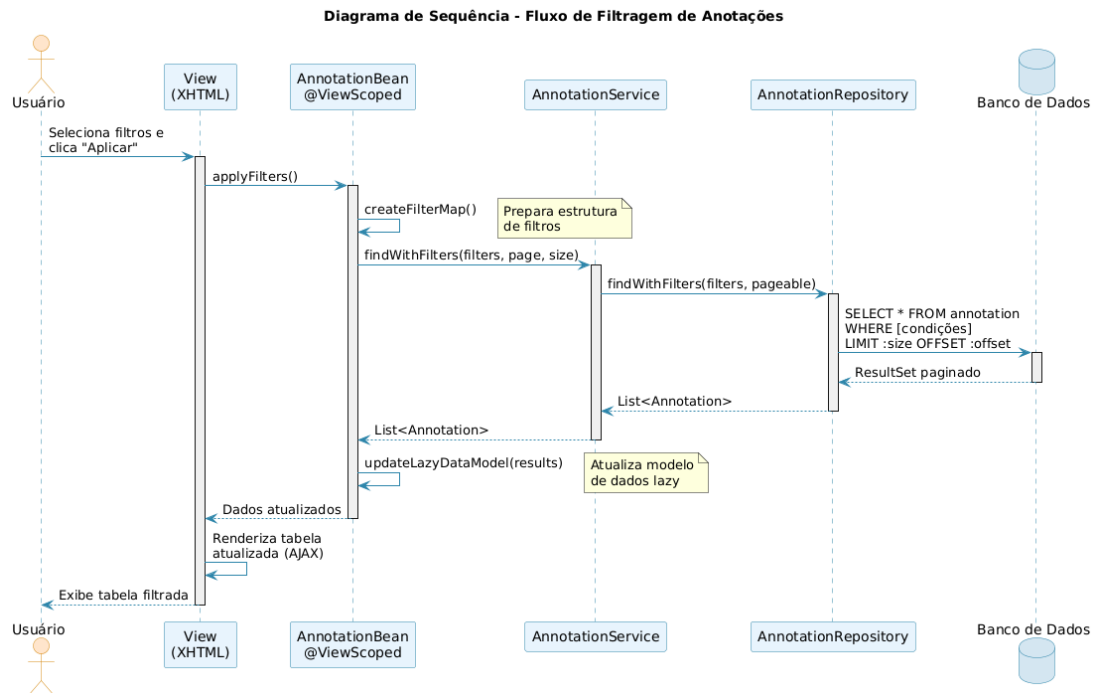 Diagrama de Sequência - Fluxo de Filtragem de Anotações
Usuário
View
(XHTML)
AnnotationBean
@ViewScoped
AnnotationService
AnnotationRepository
Banco de Dados
Seleciona filtros e
clica "Aplicar"
applyFilters()
createFilterMap()
Prepara estrutura
de filtros
findWithFilters(filters, page, size)
findWithFilters(filters, pageable)
SELECT * FROM annotation
WHERE [condições]
LIMIT :size OFFSET :offset
ResultSet paginado
List<Annotation>
List<Annotation>
updateLazyDataModel(results)
Atualiza modelo
de dados lazy
Dados atualizados
Renderiza tabela
atualizada (AJAX)
Exibe tabela filtrada
Usuário
View
(XHTML)
AnnotationBean
@ViewScoped
AnnotationService
AnnotationRepository
Banco de Dados